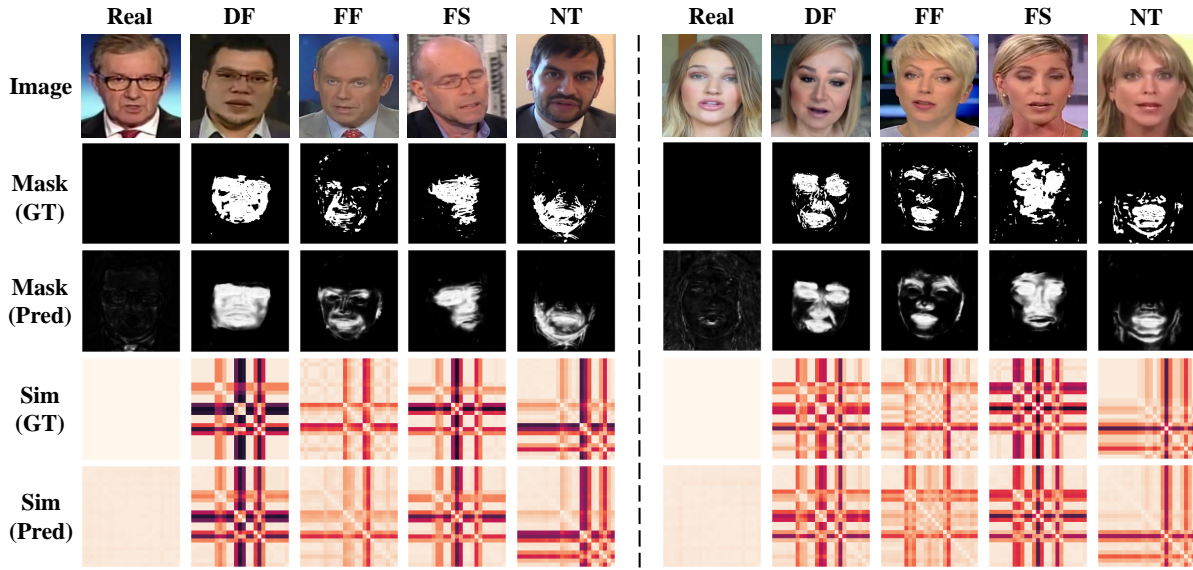 Real DF FF FS NT Real DF FF FS NT
Image
Mask
(GT)
Mask
(Pred)
Sim
(GT)
Sim
(Pred)